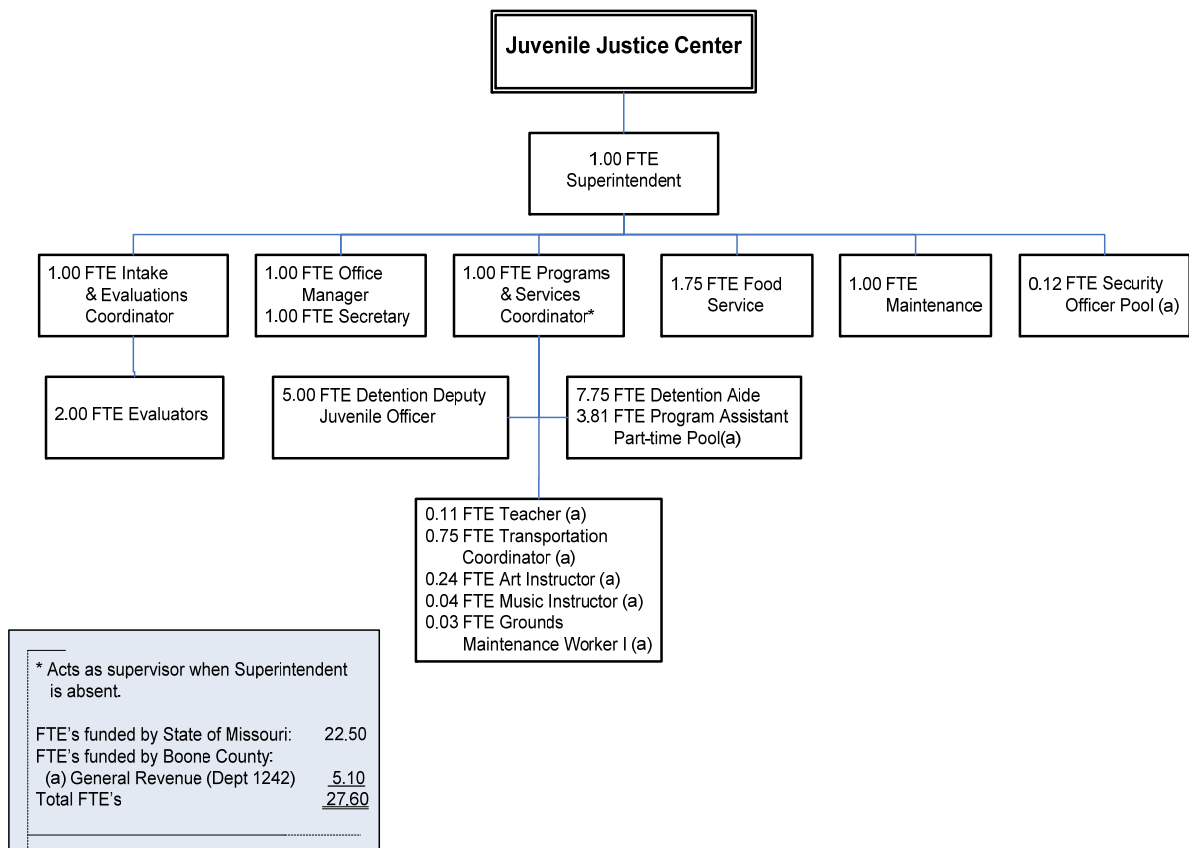 Juvenile Justice Center
1.00 FTE
Superintendent
1.00 FTE Intake
& Evaluations
Coordinator
1.00 FTE Office
Manager
1.00 FTE Secretary
1.00 FTE Programs
& Services
Coordinator*
1.75 FTE Food
Service
1.00 FTE
Maintenance
0.12 FTE Security
Officer Pool (a)
2.00 FTE Evaluators
5.00 FTE Detention Deputy
Juvenile Officer
7.75 FTE Detention Aide
3.81 FTE Program Assistant
Part-time Pool(a)
0.11 FTE Teacher (a)
0.75 FTE Transportation
Coordinator (a)
0.24 FTE Art Instructor (a)
0.04 FTE Music Instructor (a)
0.03 FTE Grounds
Maintenance Worker I (a)
* Acts as supervisor when Superintendent
is absent.
FTE's funded by State of Missouri: 22.50
FTE's funded by Boone County:
(a) General Revenue (Dept 1242) 5.10
Total FTE's 27.60